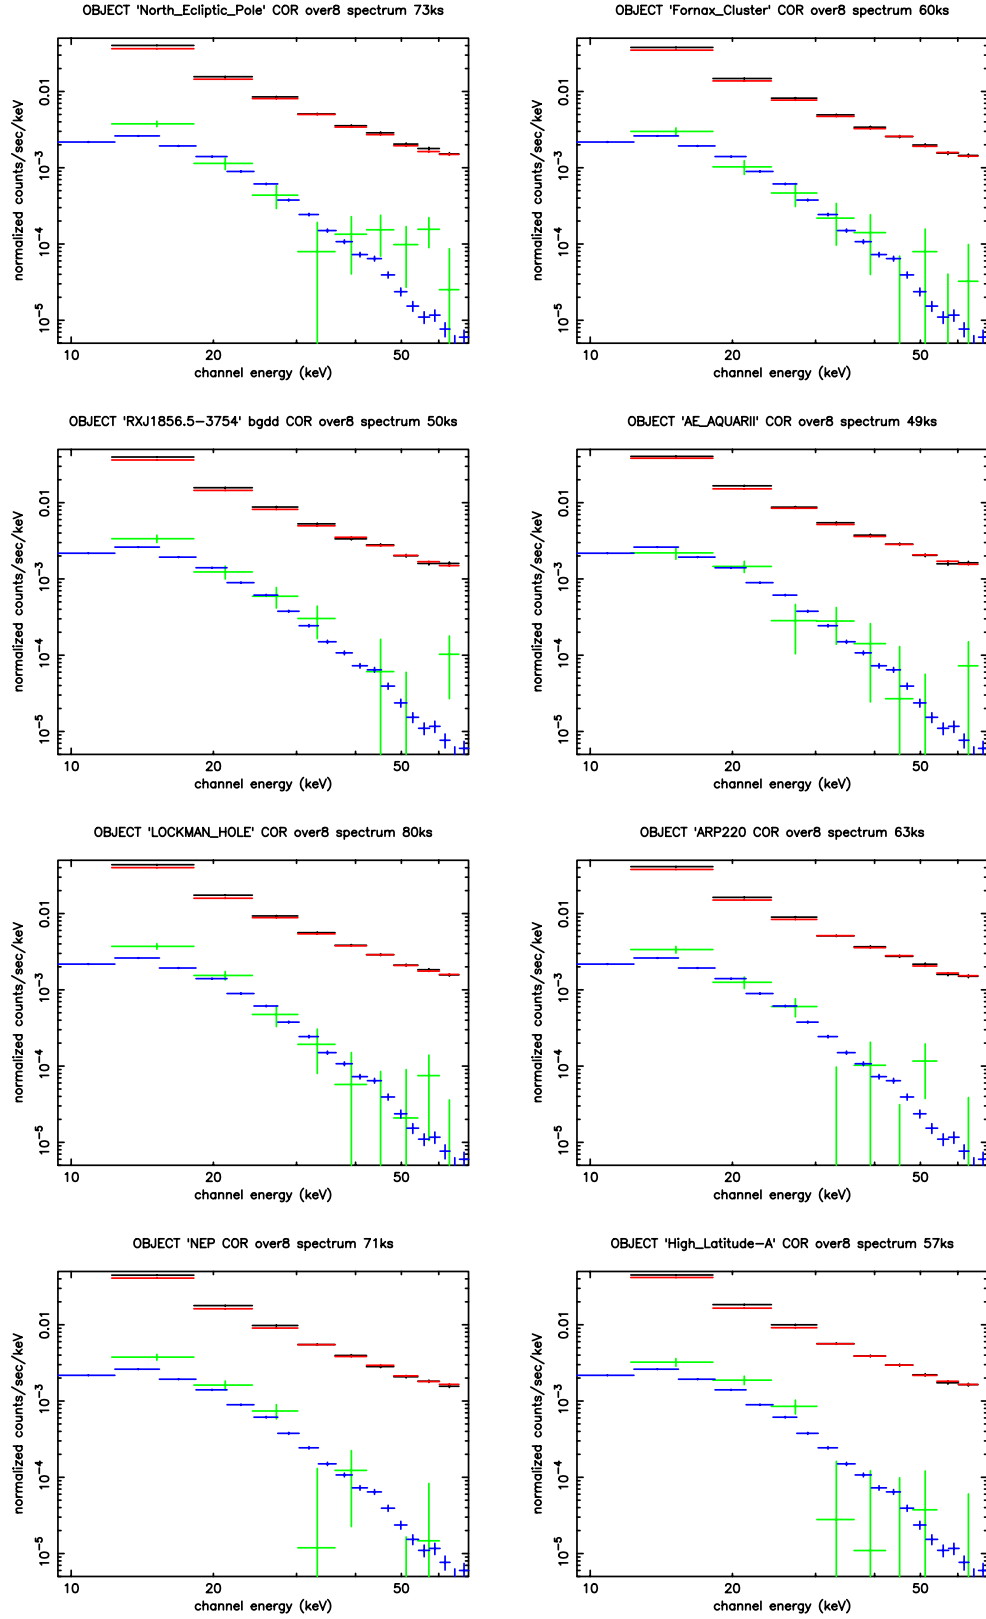 OBJECT 'North_Ecliptic_Pole' COR over8 spectrum 73ks
normalized counts/sec/keV
0.01
10−3
10−4
10−5
10 20 50
channel energy (keV)
OBJECT 'Fornax_Cluster' COR over8 spectrum 60ks
normalized counts/sec/keV
0.01
10−3
10−4
10−5
10 20 50
channel energy (keV)
OBJECT 'RXJ1856.5−3754' bgdd COR over8 spectrum 50ks
normalized counts/sec/keV
0.01
10−3
10−4
10−5
10 20 50
channel energy (keV)
OBJECT 'AE_AQUARII' COR over8 spectrum 49ks
normalized counts/sec/keV
0.01
10−3
10−4
10−5
10 20 50
channel energy (keV)
OBJECT 'LOCKMAN_HOLE' COR over8 spectrum 80ks
normalized counts/sec/keV
0.01
10−3
10−4
10−5
10 20 50
channel energy (keV)
OBJECT 'ARP220 COR over8 spectrum 63ks
normalized counts/sec/keV
0.01
10−3
10−4
10−5
10 20 50
channel energy (keV)
OBJECT 'NEP COR over8 spectrum 71ks
normalized counts/sec/keV
0.01
10−3
10−4
10−5
10 20 50
channel energy (keV)
OBJECT 'High_Latitude−A' COR over8 spectrum 57ks
normalized counts/sec/keV
0.01
10−3
10−4
10−5
10 20 50
channel energy (keV)